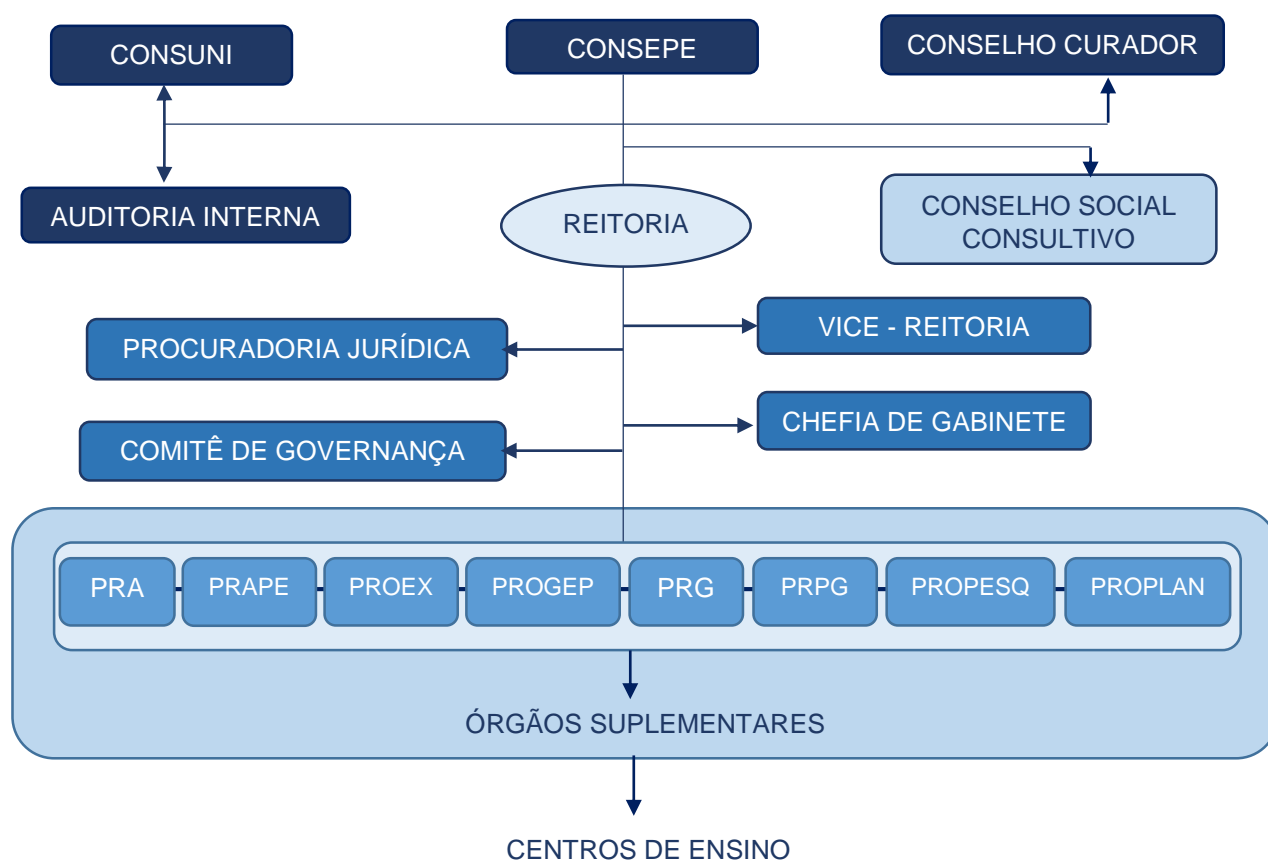 CONSUNI
CONSEPE
CONSELHO CURADOR
AUDITORIA INTERNA
REITORIA
CONSELHO SOCIAL
CONSULTIVO
PROCURADORIA JURÍDICA
VICE - REITORIA
COMITÊ DE GOVERNANÇA
CHEFIA DE GABINETE
PRA
PRAPE
PROEX
PROGEP
PRG
PRPG
PROPESQ
PROPLAN
ÓRGÃOS SUPLEMENTARES
CENTROS DE ENSINO